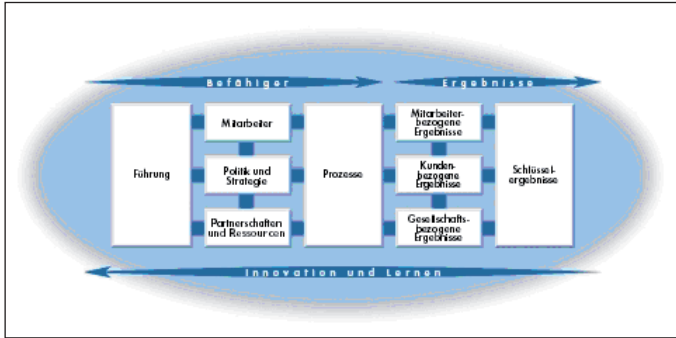 Befähiger
Ergebnisse
Führung
Mitarbeiter
Politik und
Strategie
Partnerschaften
und Ressourcen
Prozesse
Mitarbeiter-
bezogene
Ergebnisse
Kunden-
bezogene
Ergebnisse
Gesellschafts-
bezogene
Ergebnisse
Schlüssel-
ergebnisse
Innovation und Lernen